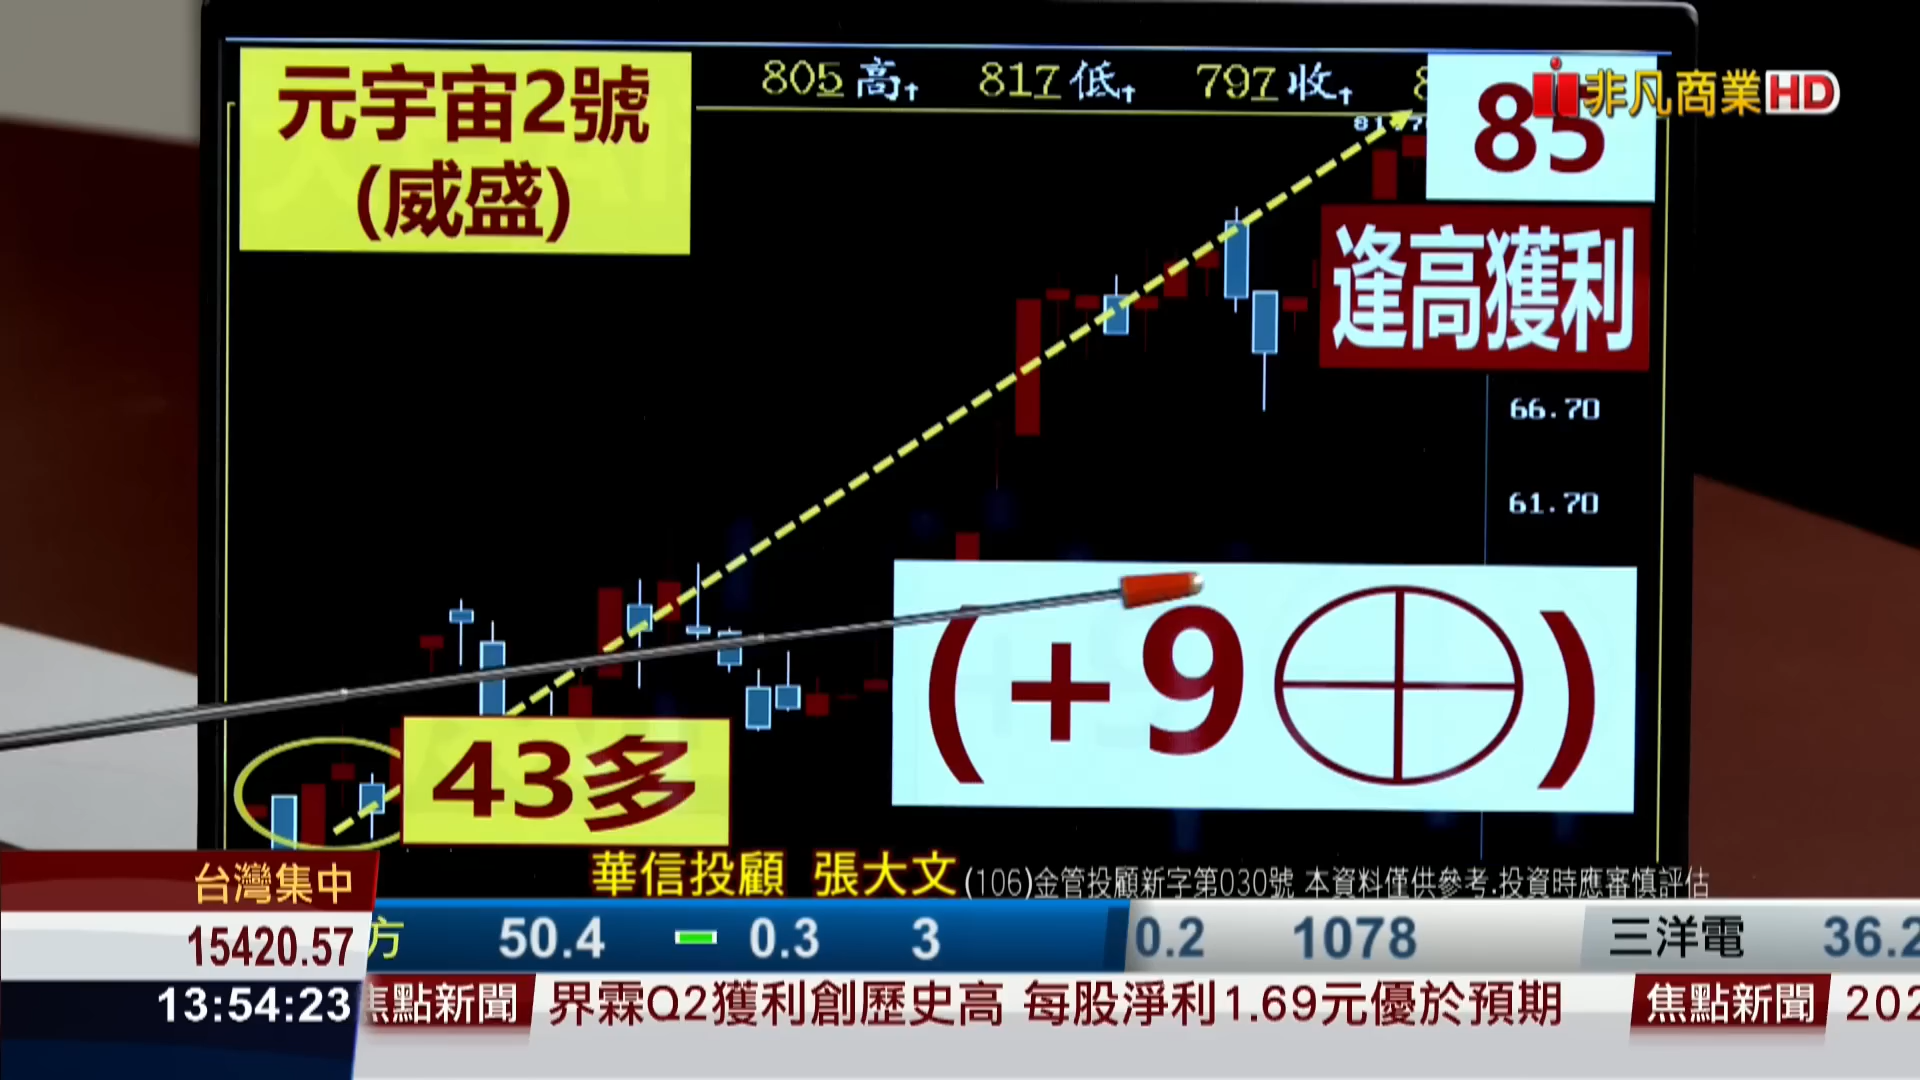 元宇宙2號
(威盛)
805 高↑ 817 低↑ 797 收↑ 8
85
非凡商業HD
逢高獲利
66.70
61.70
(+9
43多
華信投顧 張大文 (106)金管投顧新字第030號 本資料僅供參考.投資時應審慎評估
台灣集中
15420.57
方 50.4 0.3 3 0.2 1078 三洋電 36.2
13:54:23
焦點新聞 界霖Q2獲利創歷史高 每股淨利1.69元優於預期 焦點新聞 202